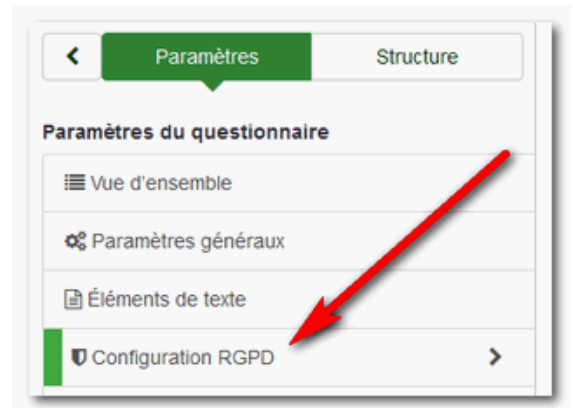 Paramètres Structure
Paramètres du questionnaire
Vue d'ensemble
Paramètres généraux
Éléments de texte
Configuration RGPD